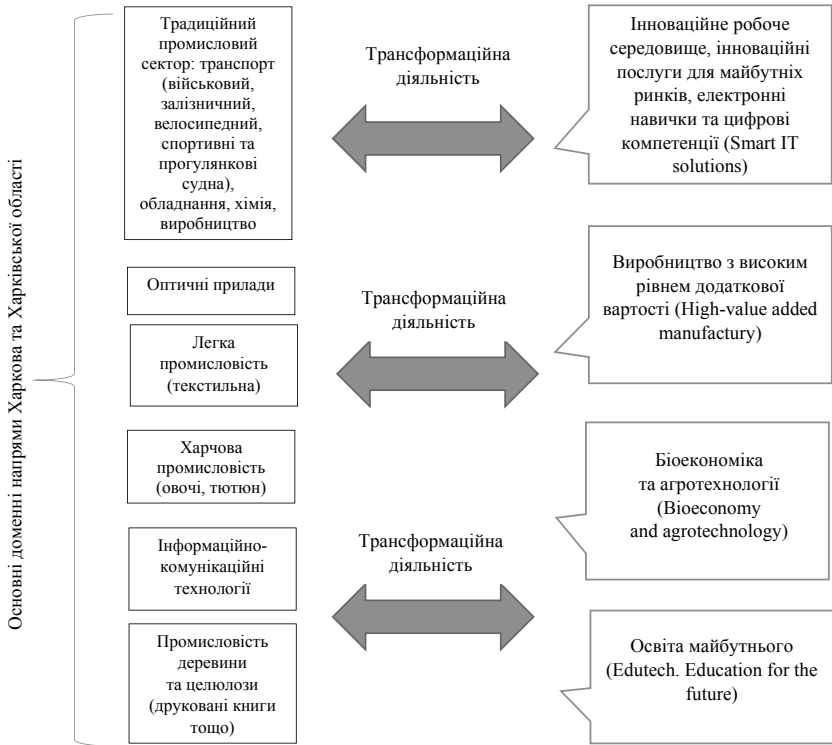 Основні доменні напрями Харкова та Харківської області
Традиційний
промисловий
сектор: транспорт
(військовий,
залізничний,
велосипедний,
спортивні та
прогулянкові
судна),
обладнання, хімія,
виробництво
Оптичні прилади
Легка
промисловість
(текстильна)
Харчова
промисловість
(овочі, тютюн)
Інформаційно-
комунікаційні
технології
Промисловість
деревини
та целюлози
(друковані книги
тощо)
Трансформаційна
діяльність
Трансформаційна
діяльність
Трансформаційна
діяльність
Інноваційне робоче
середовище, інноваційні
послуги для майбутніх
ринків, електронні
навички та цифрові
компетенції (Smart IT
solutions)
Виробництво з високим
рівнем додаткової
вартості (High-value added
manufactury)
Біоекономіка
та агротехнології
(Bioeconomy
and agrotechnology)
Освіта майбутнього
(Edutech. Education for the
future)